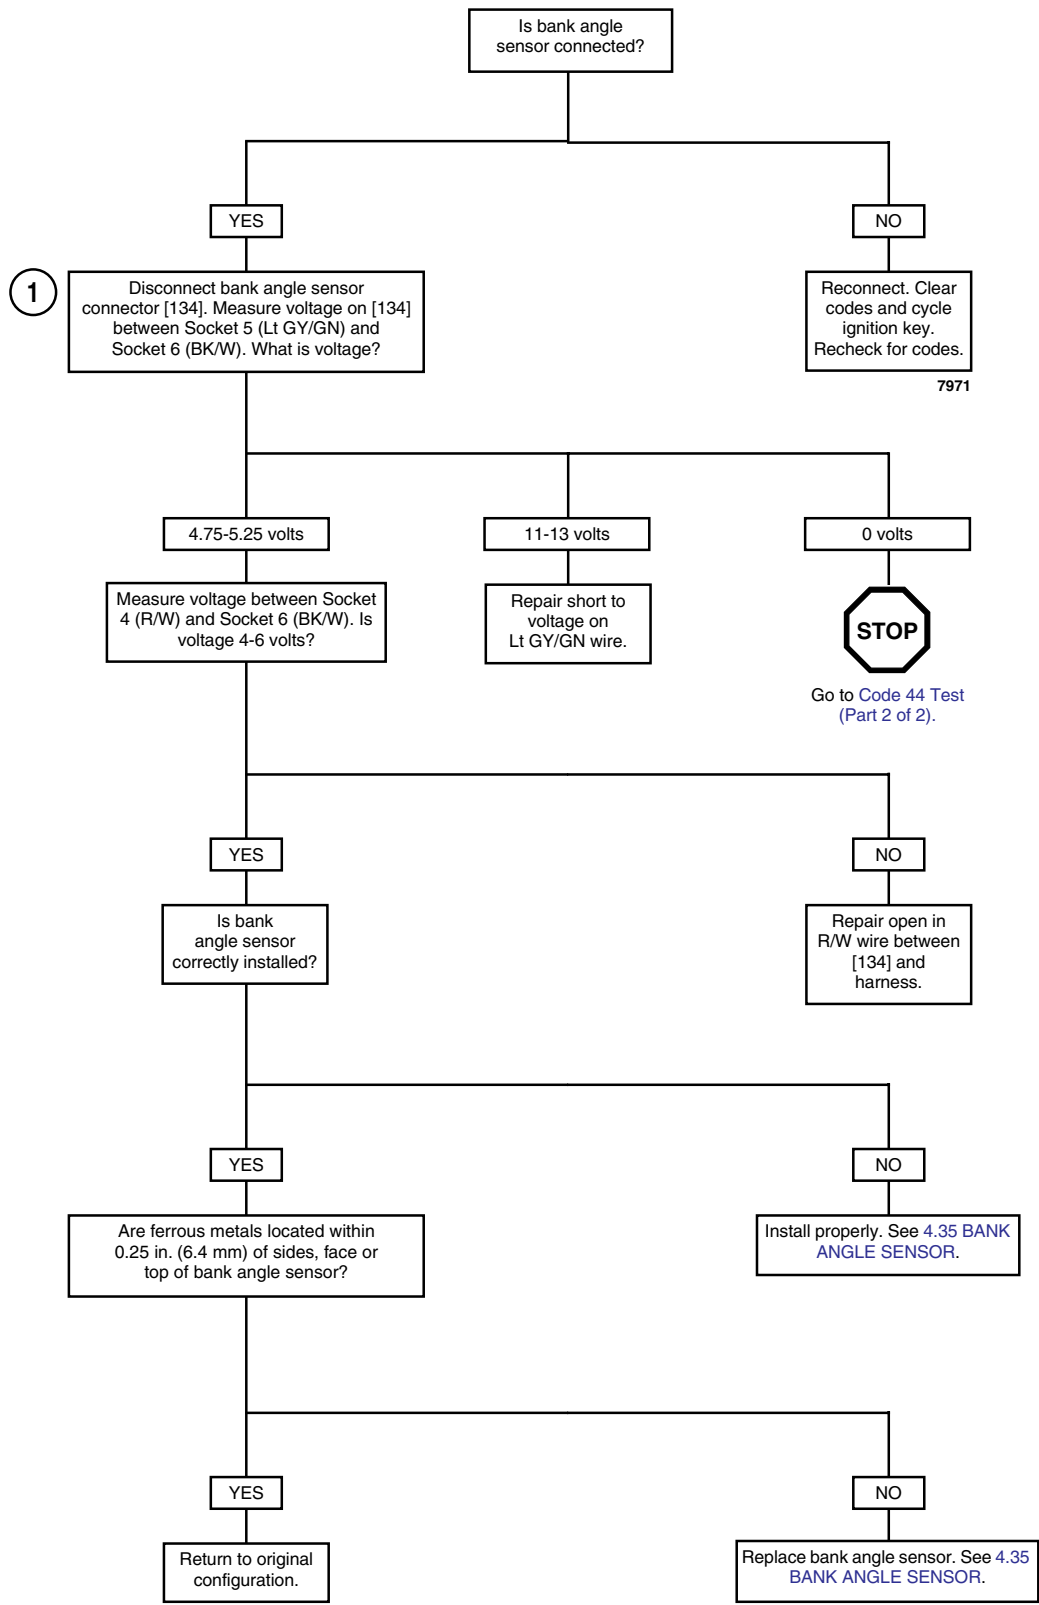 Is bank angle
sensor connected?
YES
NO
1
Disconnect bank angle sensor
connector [134]. Measure voltage on [134]
between Socket 5 (Lt GY/GN) and
Socket 6 (BK/W). What is voltage?
Reconnect. Clear
codes and cycle
ignition key.
Recheck for codes.
7971
4.75-5.25 volts
11-13 volts
0 volts
Measure voltage between Socket
4 (R/W) and Socket 6 (BK/W). Is
voltage 4-6 volts?
Repair short to
voltage on
Lt GY/GN wire.
STOP
Go to Code 44 Test
(Part 2 of 2).
YES
NO
Is bank
angle sensor
correctly installed?
Repair open in
R/W wire between
[134] and
harness.
YES
NO
Are ferrous metals located within
0.25 in. (6.4 mm) of sides, face or
top of bank angle sensor?
Install properly. See 4.35 BANK
ANGLE SENSOR.
YES
NO
Return to original
configuration.
Replace bank angle sensor. See 4.35
BANK ANGLE SENSOR.